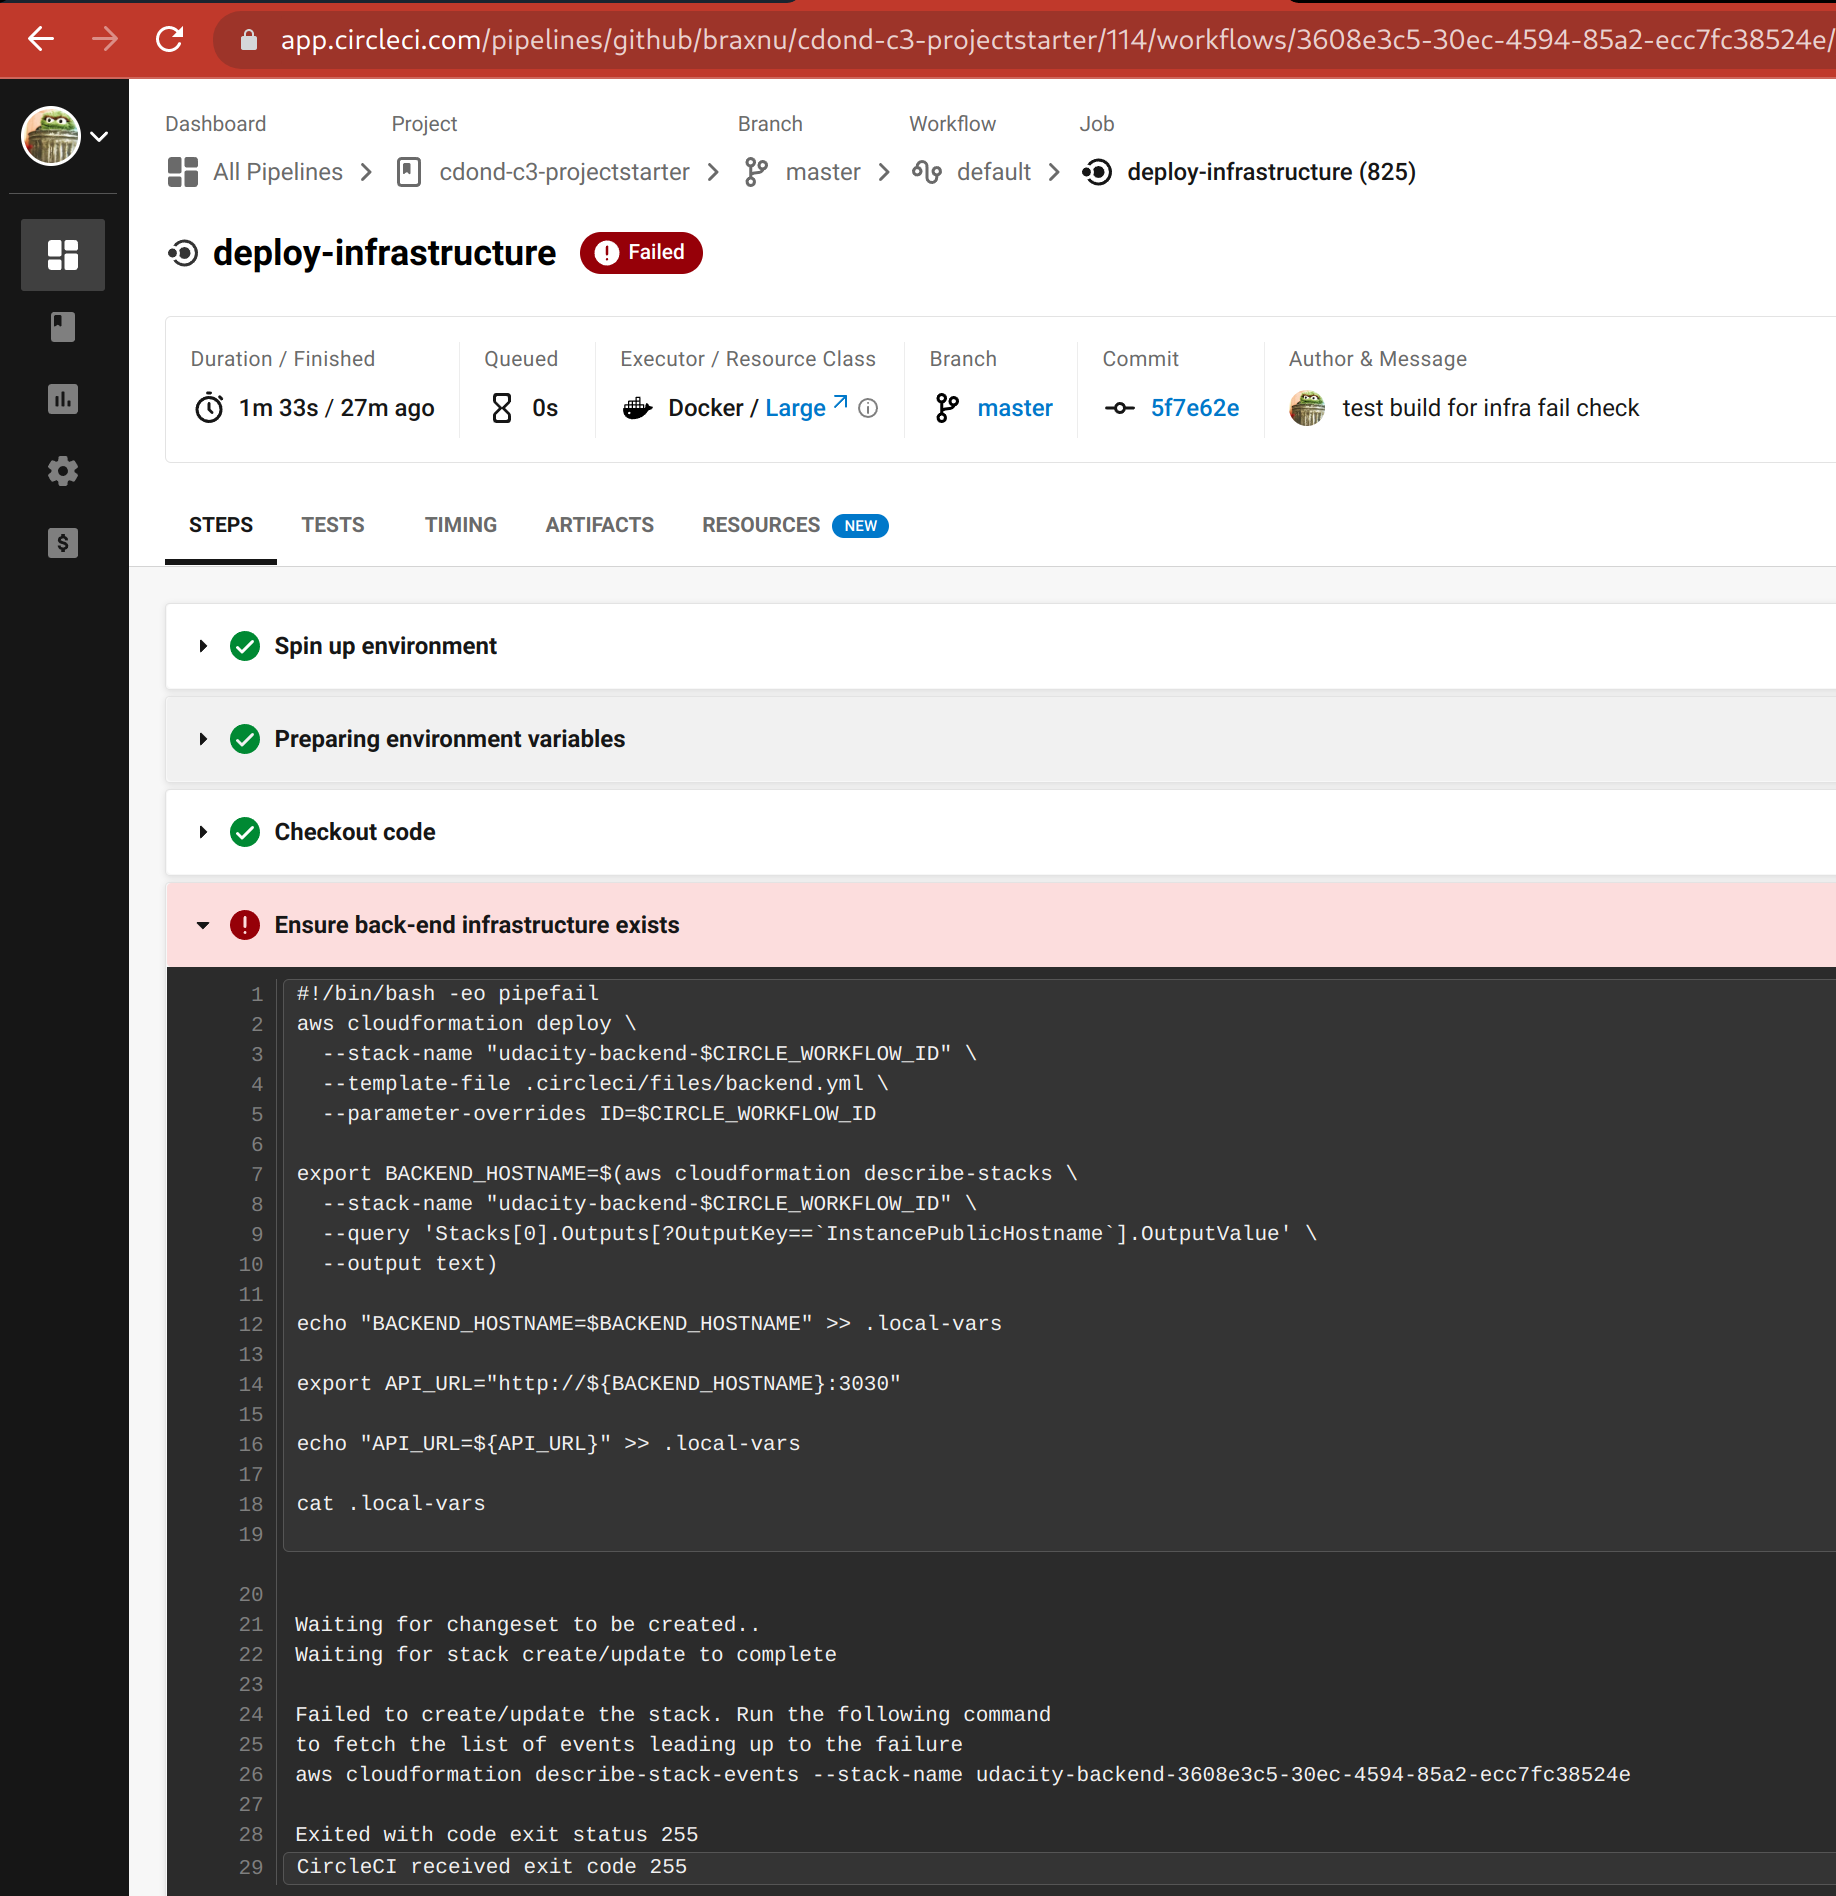 app.circleci.com/pipelines/github/braxnu/cdond-c3-projectstarter/114/workflows/3608e3c5-30ec-4594-85a2-ecc7fc38524e/
Dashboard Project Branch Workflow Job
All Pipelines cdond-c3-projectstarter master default deploy-infrastructure (825)
deploy-infrastructure Failed
Duration / Finished Queued Executor / Resource Class Branch Commit Author & Message
1m 33s / 27m ago 0s Docker / Large master 5f7e62e test build for infra fail check
STEPS TESTS TIMING ARTIFACTS RESOURCES NEW
Spin up environment
Preparing environment variables
Checkout code
Ensure back-end infrastructure exists
1 #!/bin/bash -eo pipefail
2 aws cloudformation deploy \
3   --stack-name "udacity-backend-$CIRCLE_WORKFLOW_ID" \
4   --template-file .circleci/files/backend.yml \
5   --parameter-overrides ID=$CIRCLE_WORKFLOW_ID
6
7 export BACKEND_HOSTNAME=$(aws cloudformation describe-stacks \
8   --stack-name "udacity-backend-$CIRCLE_WORKFLOW_ID" \
9   --query 'Stacks[0].Outputs[?OutputKey==`InstancePublicHostname`].OutputValue' \
10   --output text)
11
12 echo "BACKEND_HOSTNAME=$BACKEND_HOSTNAME" >> .local-vars
13
14 export API_URL="http://${BACKEND_HOSTNAME}:3030"
15
16 echo "API_URL=${API_URL}" >> .local-vars
17
18 cat .local-vars
19
20
21 Waiting for changeset to be created..
22 Waiting for stack create/update to complete
23
24 Failed to create/update the stack. Run the following command
25 to fetch the list of events leading up to the failure
26 aws cloudformation describe-stack-events --stack-name udacity-backend-3608e3c5-30ec-4594-85a2-ecc7fc38524e
27
28 Exited with code exit status 255
29 CircleCI received exit code 255